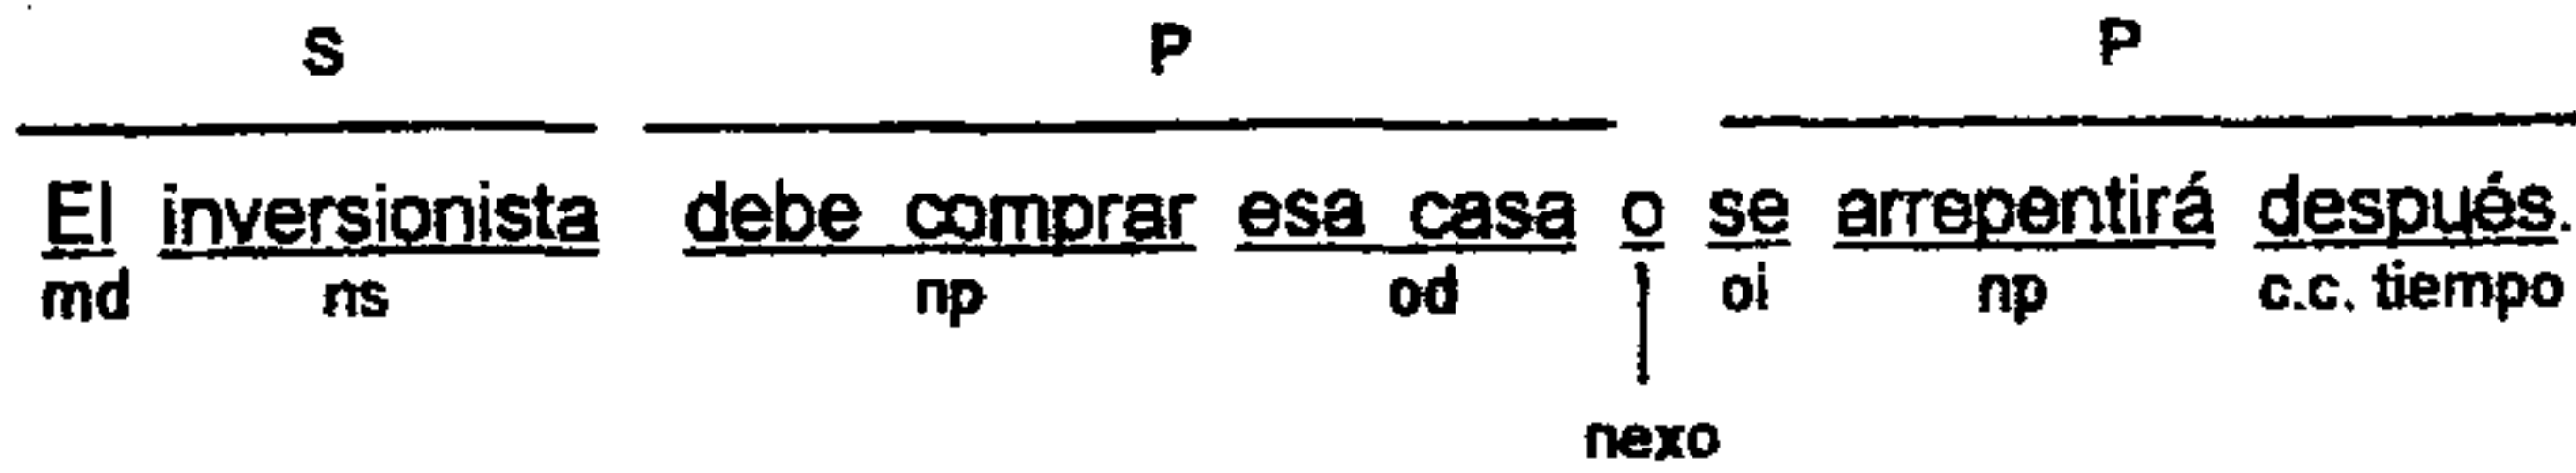 S P P
El inversionista debe comprar esa casa o se arrepentirá después.
md ns np od oi np c.c. tiempo
nexo